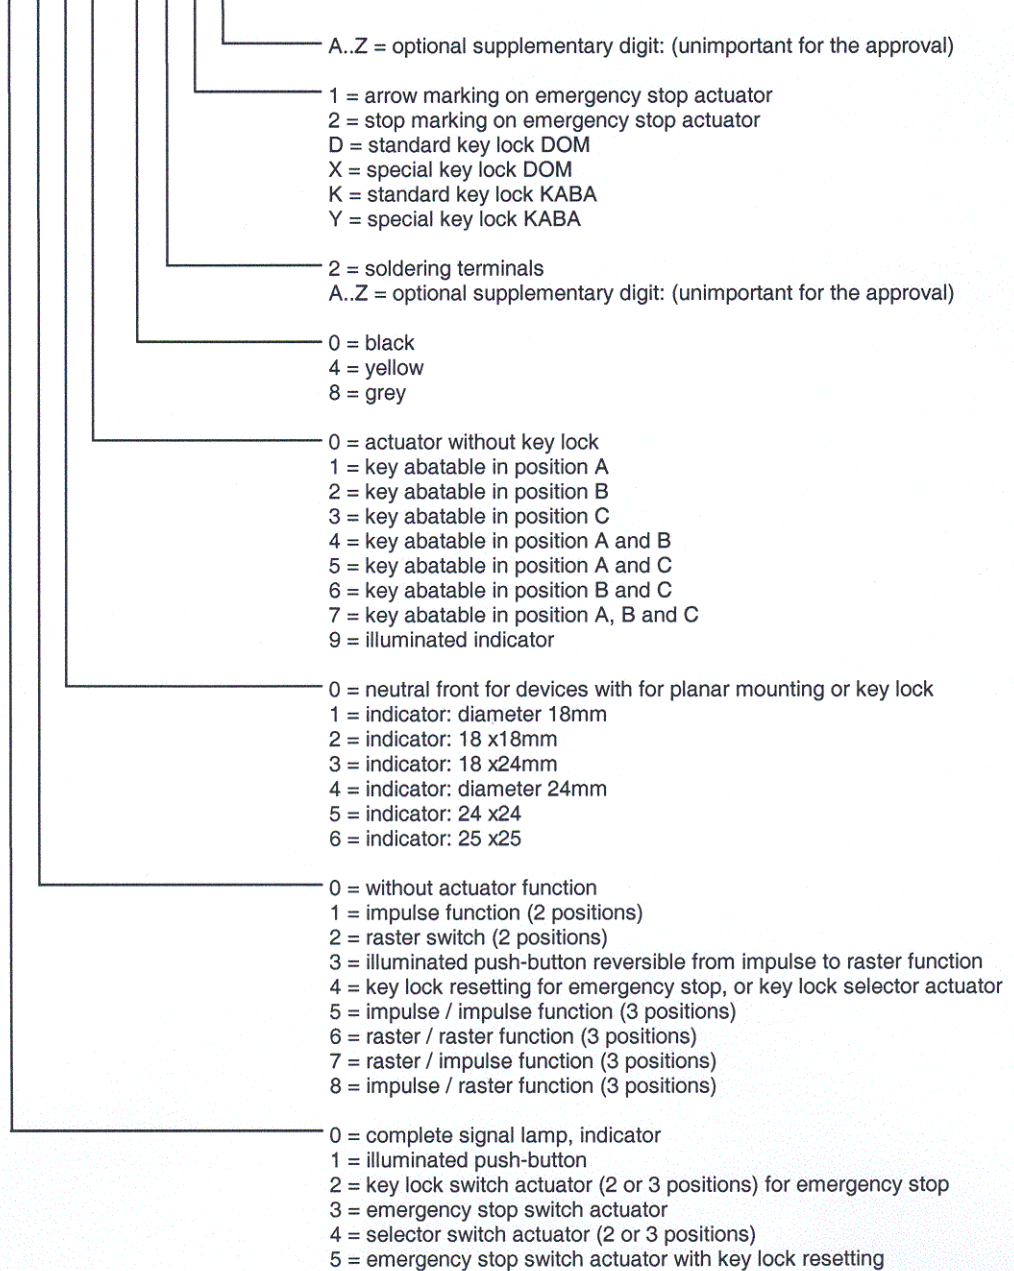 A..Z = optional supplementary digit: (unimportant for the approval)
1 = arrow marking on emergency stop actuator
2 = stop marking on emergency stop actuator
D = standard key lock DOM
X = special key lock DOM
K = standard key lock KABA
Y = special key lock KABA
2 = soldering terminals
A..Z = optional supplementary digit: (unimportant for the approval)
0 = black
4 = yellow
8 = grey
0 = actuator without key lock
1 = key abatable in position A
2 = key abatable in position B
3 = key abatable in position C
4 = key abatable in position A and B
5 = key abatable in position A and C
6 = key abatable in position B and C
7 = key abatable in position A, B and C
9 = illuminated indicator
0 = neutral front for devices with for planar mounting or key lock
1 = indicator: diameter 18mm
2 = indicator: 18 x18mm
3 = indicator: 18 x24mm
4 = indicator: diameter 24mm
5 = indicator: 24 x24
6 = indicator: 25 x25
0 = without actuator function
1 = impulse function (2 positions)
2 = raster switch (2 positions)
3 = illuminated push-button reversible from impulse to raster function
4 = key lock resetting for emergency stop, or key lock selector actuator
5 = impulse / impulse function (3 positions)
6 = raster / raster function (3 positions)
7 = raster / impulse function (3 positions)
8 = impulse / raster function (3 positions)
0 = complete signal lamp, indicator
1 = illuminated push-button
2 = key lock switch actuator (2 or 3 positions) for emergency stop
3 = emergency stop switch actuator
4 = selector switch actuator (2 or 3 positions)
5 = emergency stop switch actuator with key lock resetting